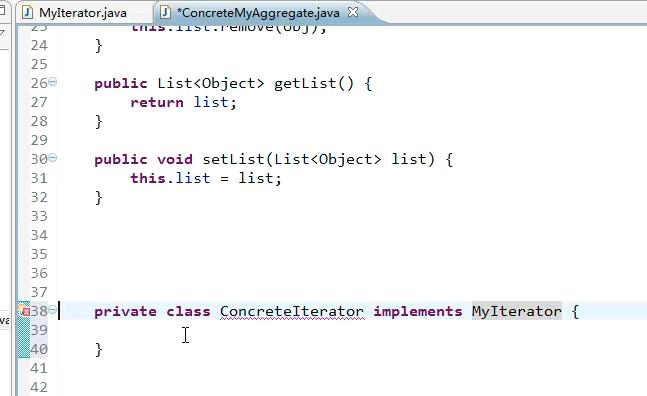 MyIterator.java
*ConcreteMyAggregate.java
23 this.list.remove(obj);
24 }
25
26 public List<Object> getList() {
27 return list;
28 }
29
30 public void setList(List<Object> list) {
31 this.list = list;
32 }
33
34
35
36
37
38 private class ConcreteIterator implements MyIterator {
39
40 }
41
42